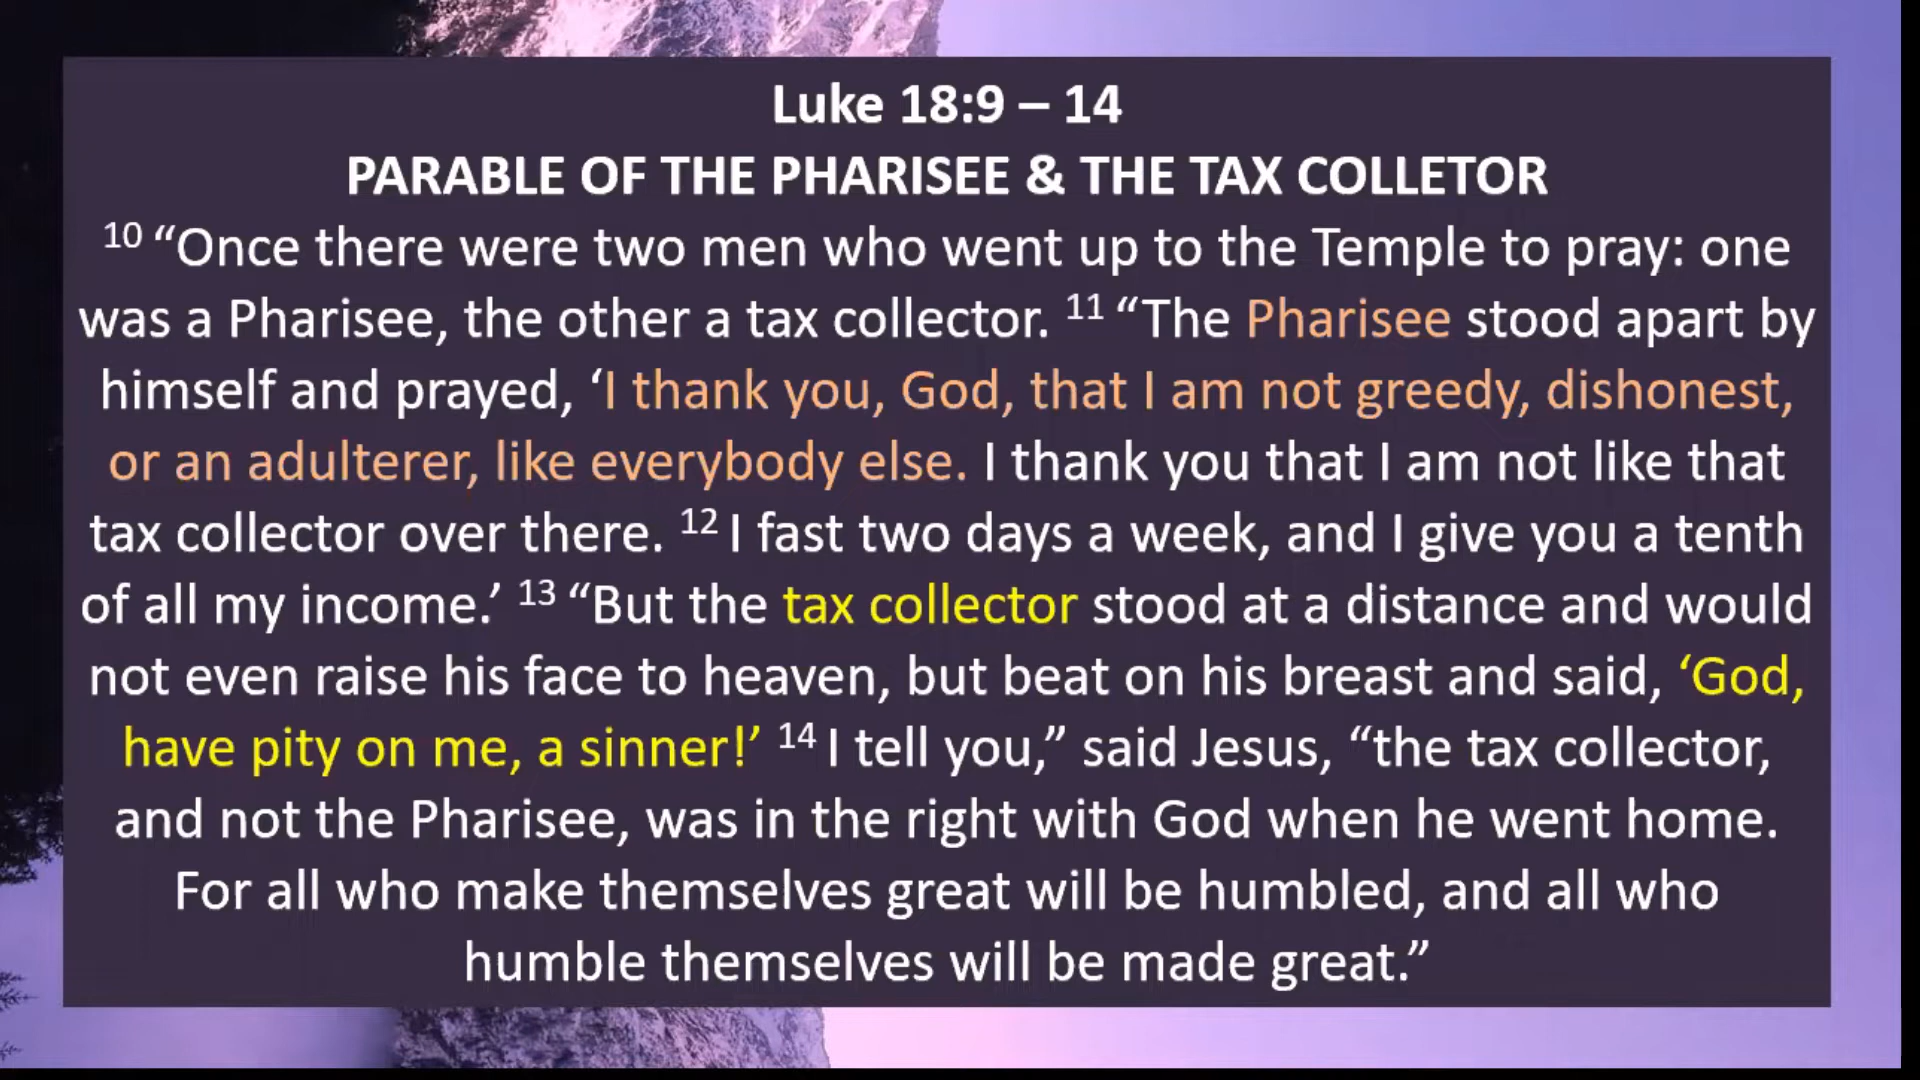 Luke 18:9 – 14
PARABLE OF THE PHARISEE & THE TAX COLLETOR
10 “Once there were two men who went up to the Temple to pray: one
was a Pharisee, the other a tax collector. 11 “The Pharisee stood apart by
himself and prayed, ‘I thank you, God, that I am not greedy, dishonest,
or an adulterer, like everybody else. I thank you that I am not like that
tax collector over there. 12 I fast two days a week, and I give you a tenth
of all my income.’ 13 “But the tax collector stood at a distance and would
not even raise his face to heaven, but beat on his breast and said, ‘God,
have pity on me, a sinner!’ 14 I tell you,” said Jesus, “the tax collector,
and not the Pharisee, was in the right with God when he went home.
For all who make themselves great will be humbled, and all who
humble themselves will be made great.”